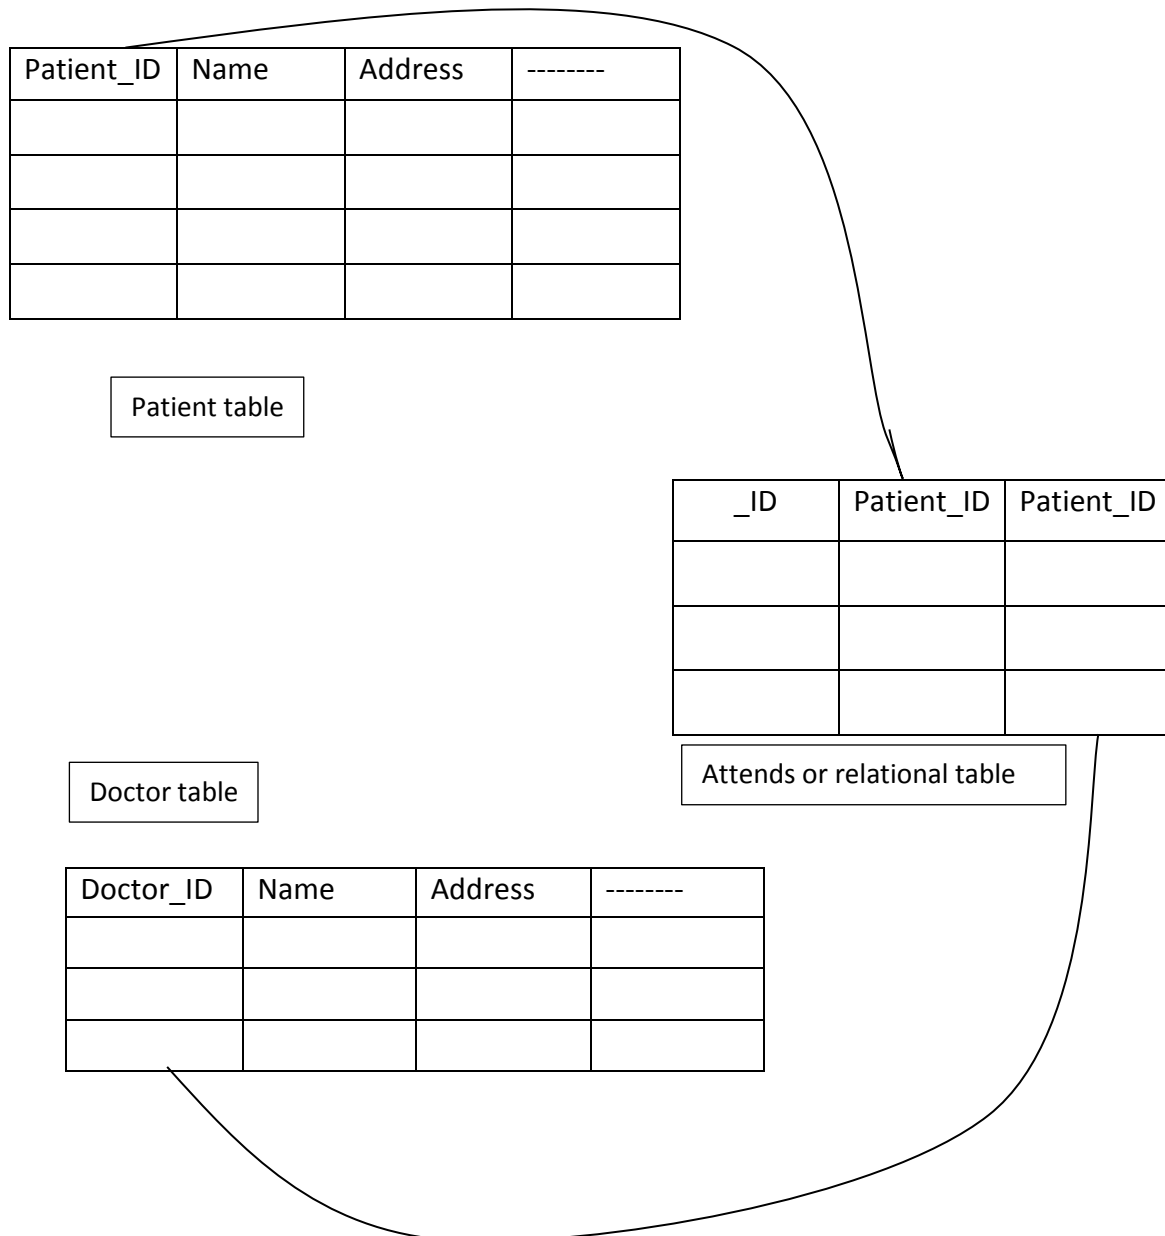 Patient_ID Name Address --------
Patient table
_ID Patient_ID Patient_ID
Attends or relational table
Doctor table
Doctor_ID Name Address --------